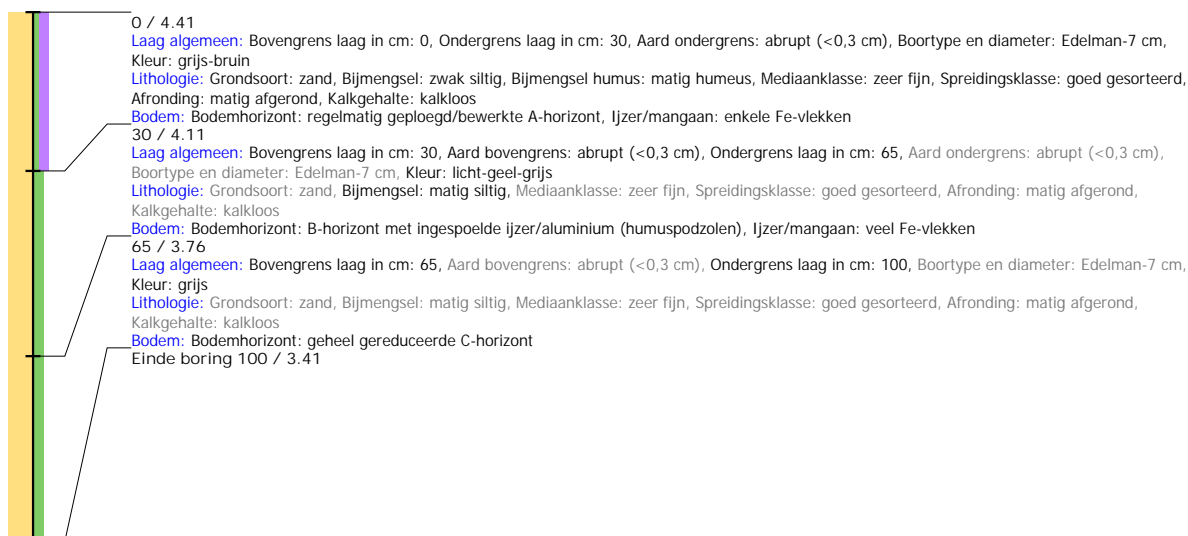 0 / 4.41
Laag algemeen: Bovengrens laag in cm: 0, Ondergrens laag in cm: 30, Aard ondergrens: abrupt (<0,3 cm), Boortype en diameter: Edelman-7 cm,
Kleur: grijs-bruin
Lithologie: Grondsoort: zand, Bijmengsel: zwak siltig, Bijmengsel humus: matig humeus, Mediaanklasse: zeer fijn, Spreidingsklasse: goed gesorteerd,
Afronding: matig afgerond, Kalkgehalte: kalkloos
Bodem: Bodemhorizont: regelmatig geploegd/bewerkte A-horizont, Ijzer/mangaan: enkele Fe-vlekken
30 / 4.11
Laag algemeen: Bovengrens laag in cm: 30, Aard bovengrens: abrupt (<0,3 cm), Ondergrens laag in cm: 65, Aard ondergrens: abrupt (<0,3 cm),
Boortype en diameter: Edelman-7 cm, Kleur: licht-geel-grijs
Lithologie: Grondsoort: zand, Bijmengsel: matig siltig, Mediaanklasse: zeer fijn, Spreidingsklasse: goed gesorteerd, Afronding: matig afgerond,
Kalkgehalte: kalkloos
Bodem: Bodemhorizont: B-horizont met ingespoelde ijzer/aluminium (humuspodzolen), Ijzer/mangaan: veel Fe-vlekken
65 / 3.76
Laag algemeen: Bovengrens laag in cm: 65, Aard bovengrens: abrupt (<0,3 cm), Ondergrens laag in cm: 100, Boortype en diameter: Edelman-7 cm,
Kleur: grijs
Lithologie: Grondsoort: zand, Bijmengsel: matig siltig, Mediaanklasse: zeer fijn, Spreidingsklasse: goed gesorteerd, Afronding: matig afgerond,
Kalkgehalte: kalkloos
Bodem: Bodemhorizont: geheel gereduceerde C-horizont
Einde boring 100 / 3.41